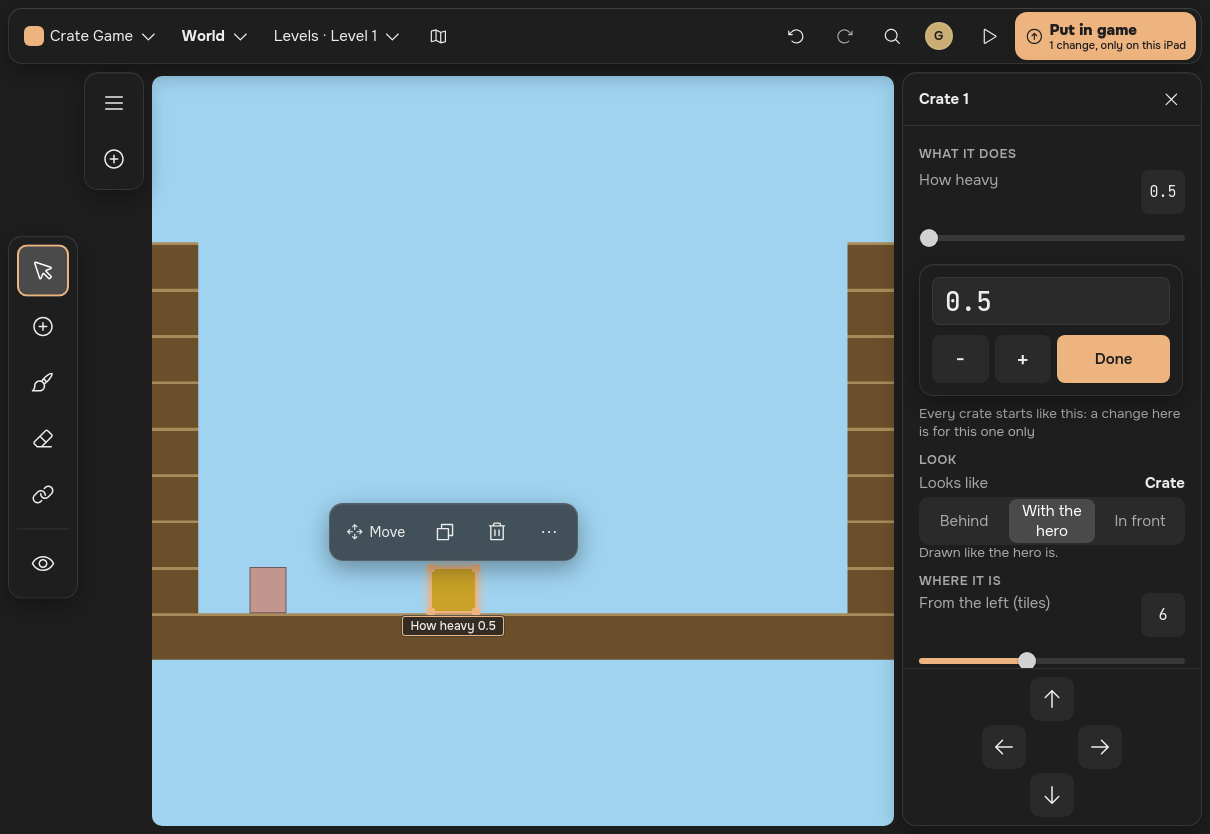 Crate Game
World
Levels · Level 1
G
Put in game
1 change, only on this iPad
Crate 1
WHAT IT DOES
How heavy
0.5
0.5
-
+
Done
Every crate starts like this: a change here
is for this one only
LOOK
Looks like
Crate
Behind
With the
hero
In front
Drawn like the hero is.
WHERE IT IS
From the left (tiles)
6
Move
···
How heavy 0.5